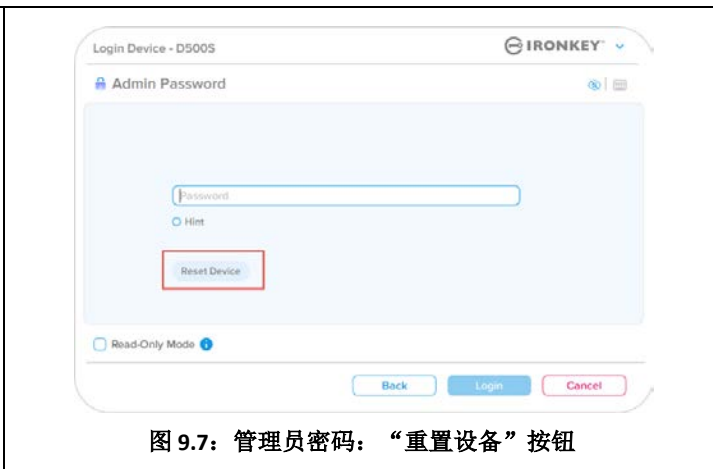 Login Device - D500S
IRONKEY™
Admin Password
Password
Hint
Reset Device
Read-Only Mode
Back
Login
Cancel
图 9.7：管理员密码：“重置设备”按钮